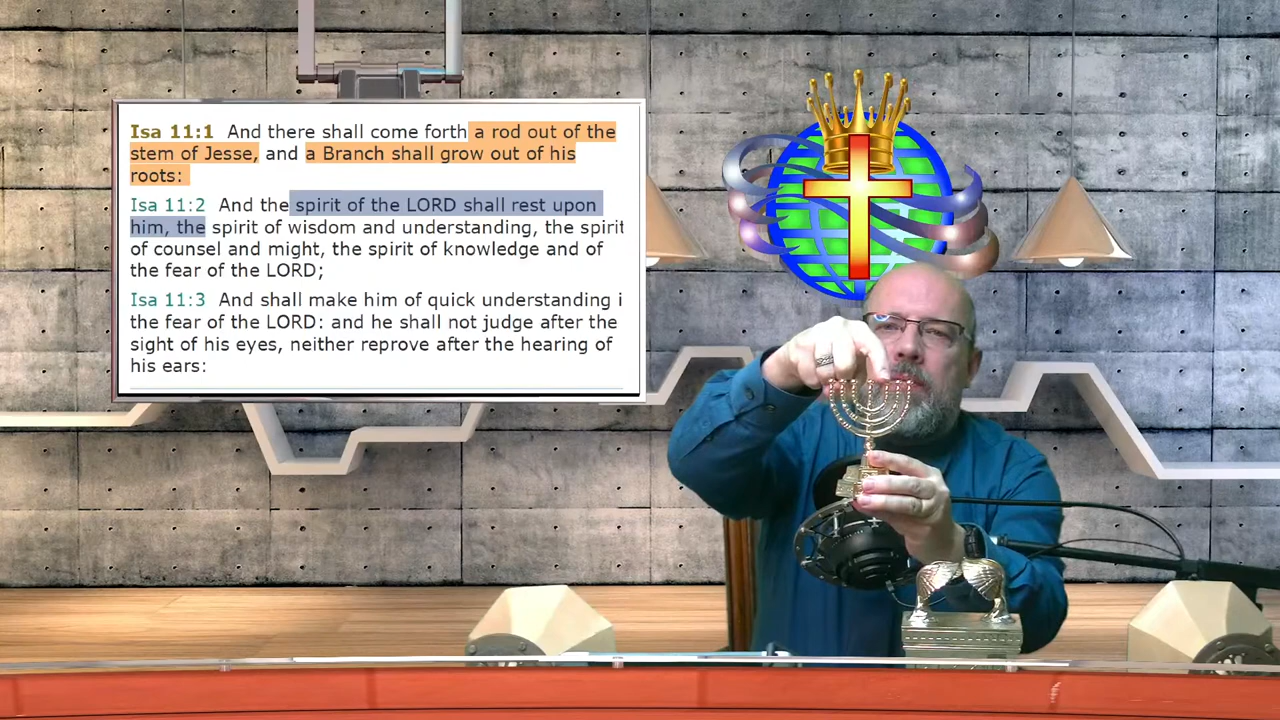 Isa 11:1 And there shall come forth a rod out of the
stem of Jesse, and a Branch shall grow out of his
roots:
Isa 11:2 And the spirit of the LORD shall rest upon
him, the spirit of wisdom and understanding, the spirit
of counsel and might, the spirit of knowledge and of
the fear of the LORD;
Isa 11:3 And shall make him of quick understanding i
the fear of the LORD: and he shall not judge after the
sight of his eyes, neither reprove after the hearing of
his ears: